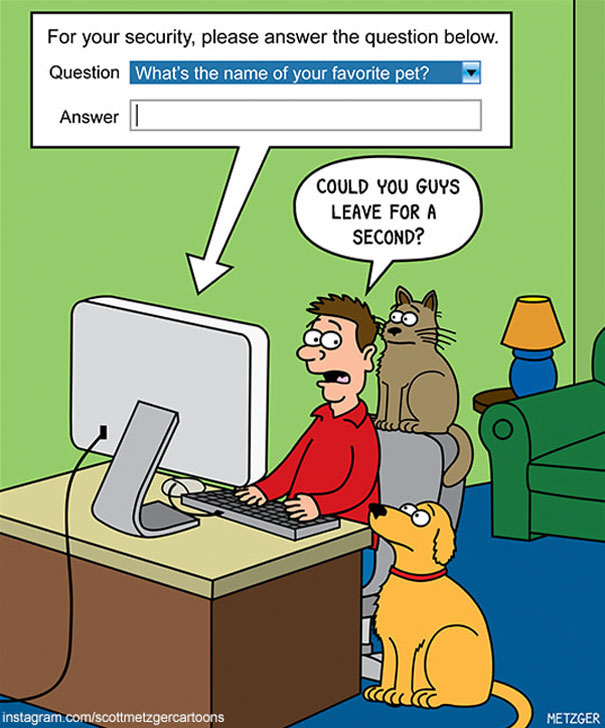 For your security, please answer the question below.
Question What's the name of your favorite pet?
Answer
COULD YOU GUYS
LEAVE FOR A
SECOND?
instagram.com/scottmetzgercartoons
METZGER